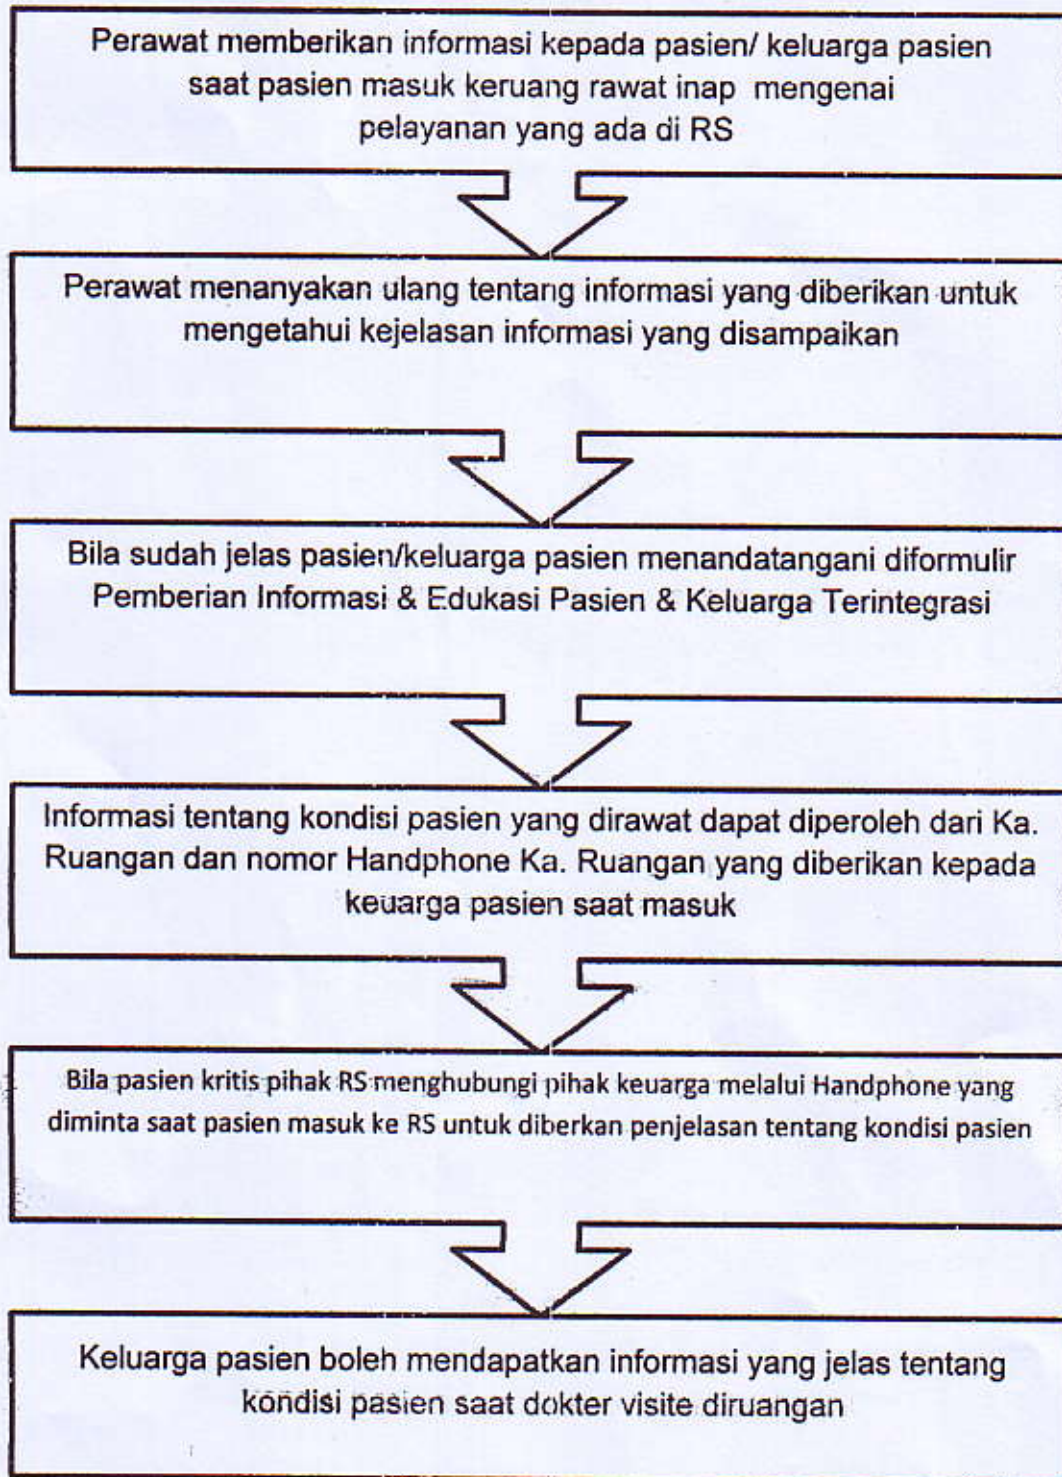 Perawat memberikan informasi kepada pasien/ keluarga pasien
saat pasien masuk keruang rawat inap mengenai
pelayanan yang ada di RS
Perawat menanyakan ulang tentang informasi yang diberikan untuk
mengetahui kejelasan informasi yang disampaikan
Bila sudah jelas pasien/keluarga pasien menandatangani diformulir
Pemberian Informasi & Edukasi Pasien & Keluarga Terintegrasi
Informasi tentang kondisi pasien yang dirawat dapat diperoleh dari Ka.
Ruangan dan nomor Handphone Ka. Ruangan yang diberikan kepada
keuarga pasien saat masuk
Bila pasien kritis pihak RS menghubungi pihak keuarga melalui Handphone yang
diminta saat pasien masuk ke RS untuk diberkan penjelasan tentang kondisi pasien
Keluarga pasien boleh mendapatkan informasi yang jelas tentang
kondisi pasien saat dokter visite diruangan